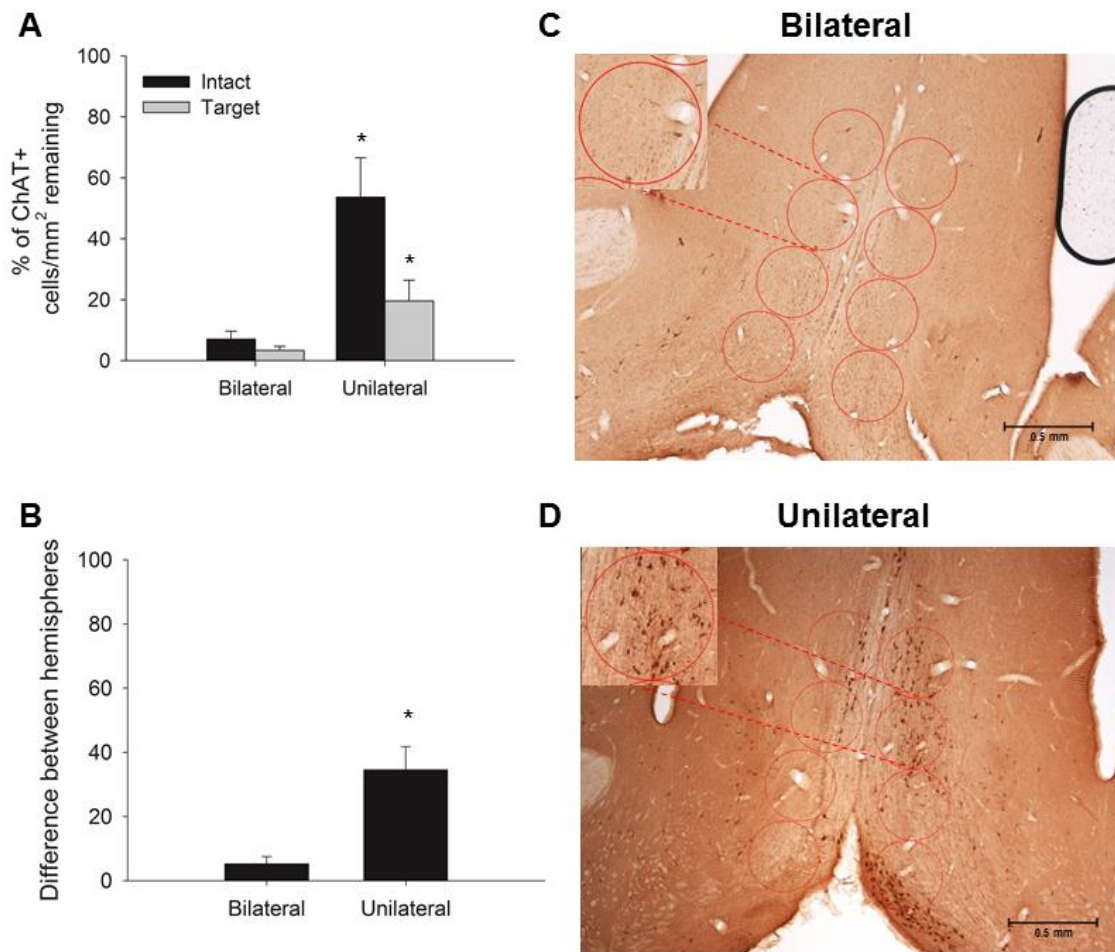 A
% of ChAT+
cells/mm² remaining
100
80
60
40
20
0
Intact
Target
*
*
Bilateral
Unilateral
B
Difference between hemispheres
100
80
60
40
20
0
*
Bilateral
Unilateral
C
Bilateral
0.5 mm
D
Unilateral
0.5 mm